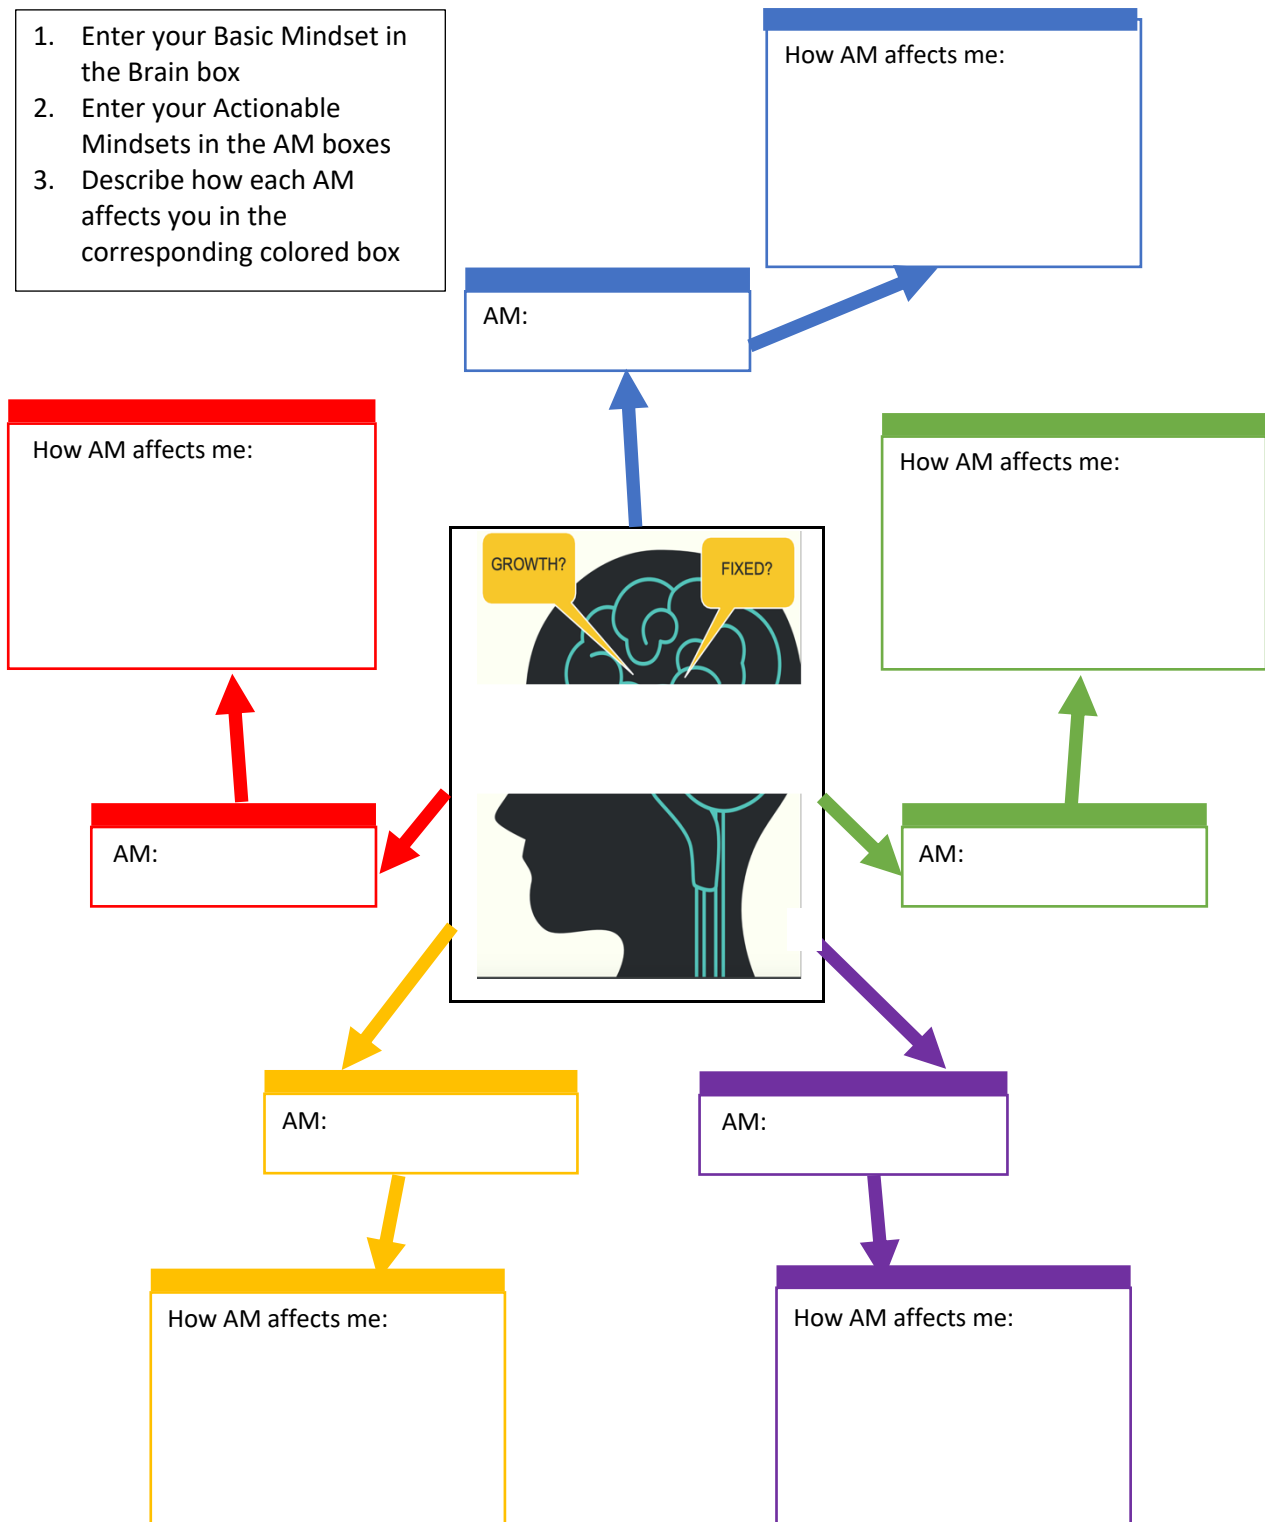 1. Enter your Basic Mindset in
the Brain box
2. Enter your Actionable
Mindsets in the AM boxes
3. Describe how each AM
affects you in the
corresponding colored box
How AM affects me:
AM:
How AM affects me:
How AM affects me:
GROWTH?
FIXED?
AM:
AM:
AM:
AM:
How AM affects me:
How AM affects me: